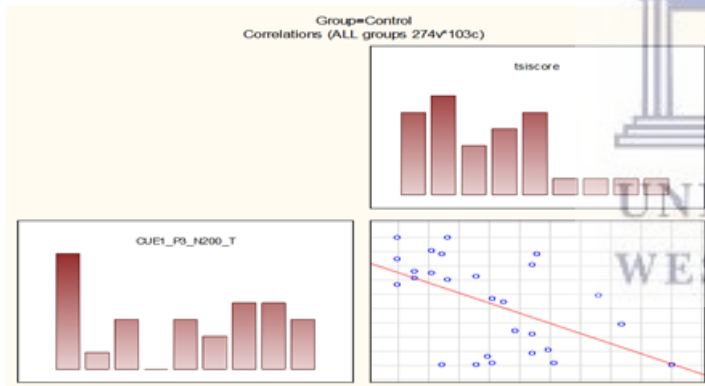 Group=Control
Correlations (ALL groups 274v*103c)
tsiscore
CUE1_P3_N200_T
UNI
WES